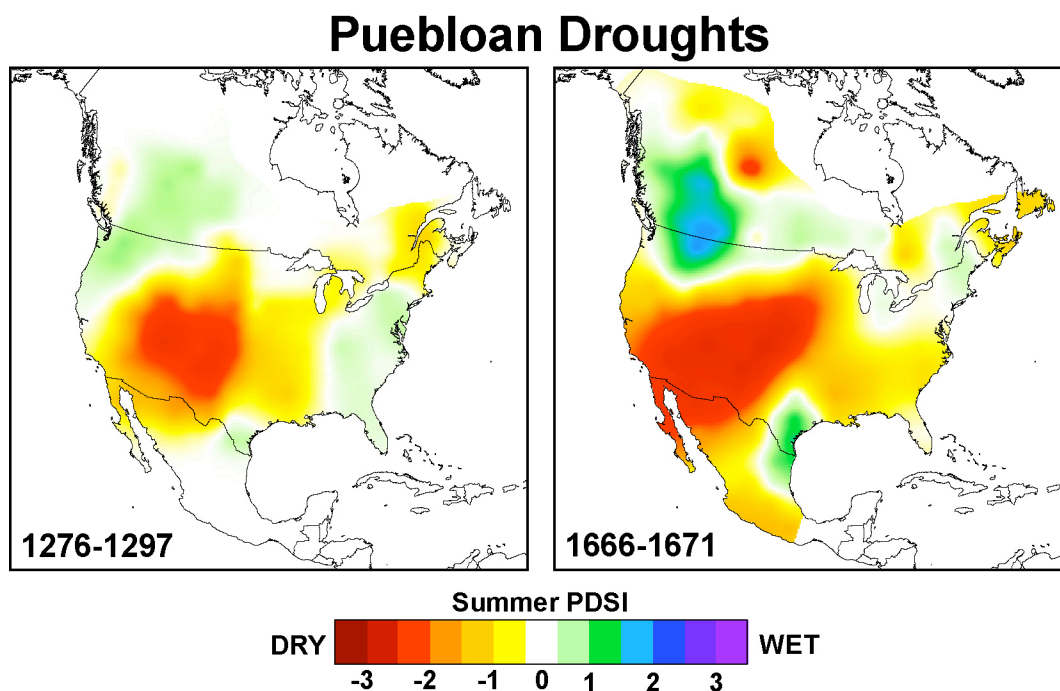 Puebloan Droughts
1276-1297
1666-1671
Summer PDSI
DRY WET
-3 -2 -1 0 1 2 3